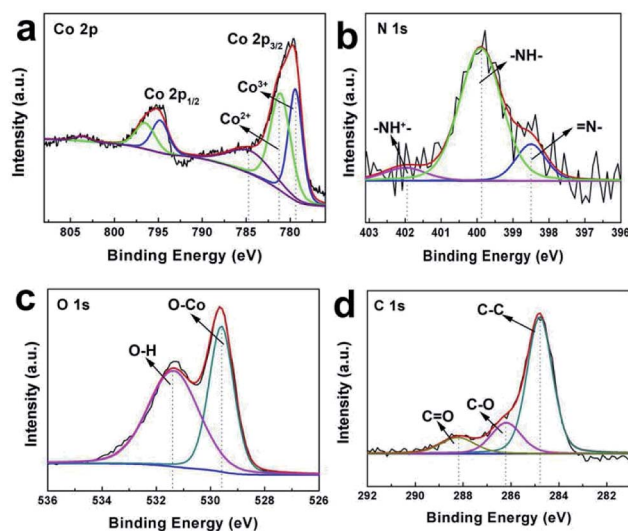 a
Co 2p
Co 2p3/2
Co 2p1/2
Co3+
Co2+
Intensity (a.u.)
805 800 795 790 785 780
Binding Energy (eV)
b
N 1s
-NH-
-NH+-
=N-
Intensity (a.u.)
403 402 401 400 399 398 397 396
Binding Energy (eV)
c
O 1s
O-Co
O-H
Intensity (a.u.)
536 534 532 530 528 526
Binding Energy (eV)
d
C 1s
C-C
C-O
C=O
Intensity (a.u.)
292 290 288 286 284 282
Binding Energy (eV)